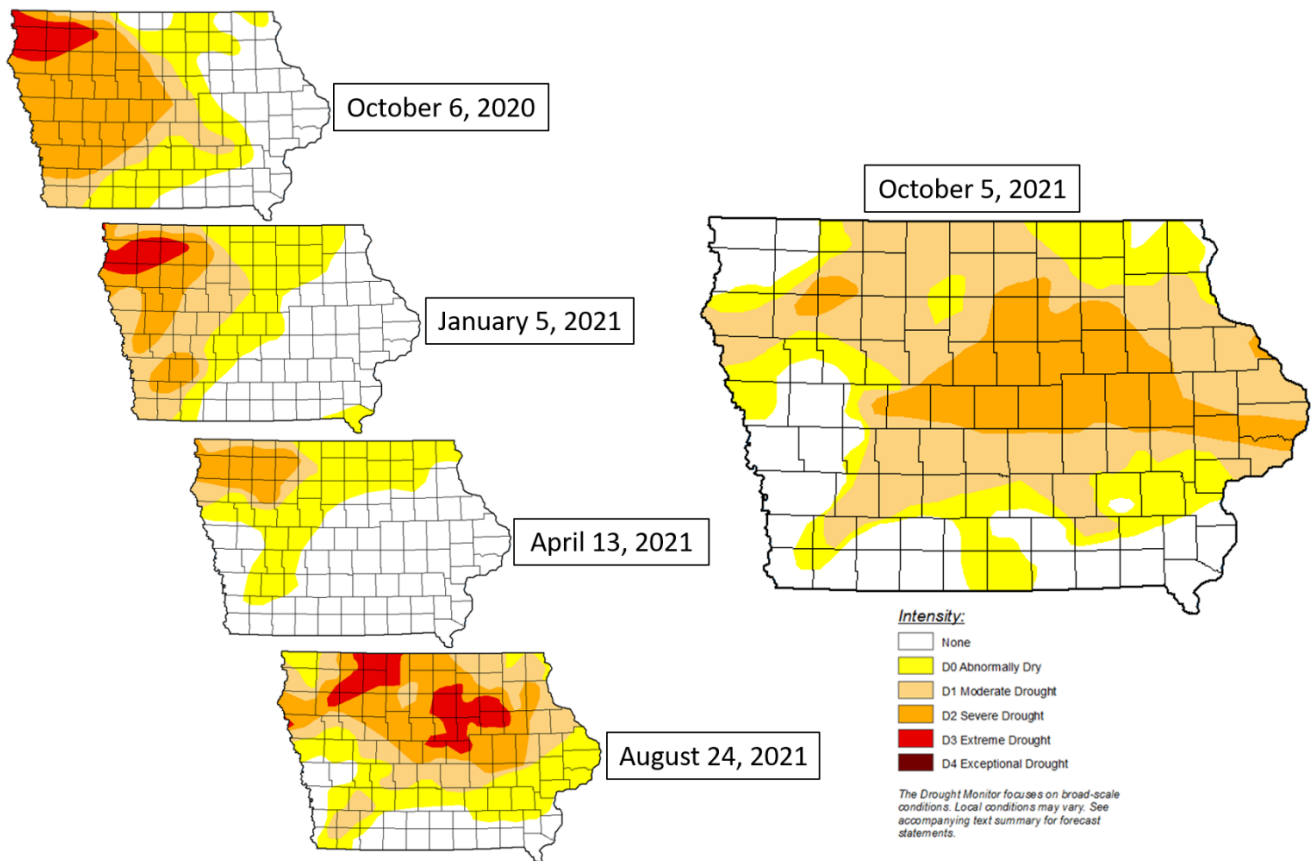 October 6, 2020
January 5, 2021
April 13, 2021
August 24, 2021
October 5, 2021
Intensity:
None
D0 Abnormally Dry
D1 Moderate Drought
D2 Severe Drought
D3 Extreme Drought
D4 Exceptional Drought
The Drought Monitor focuses on broad-scale
conditions. Local conditions may vary. See
accompanying text summary for forecast
statements.